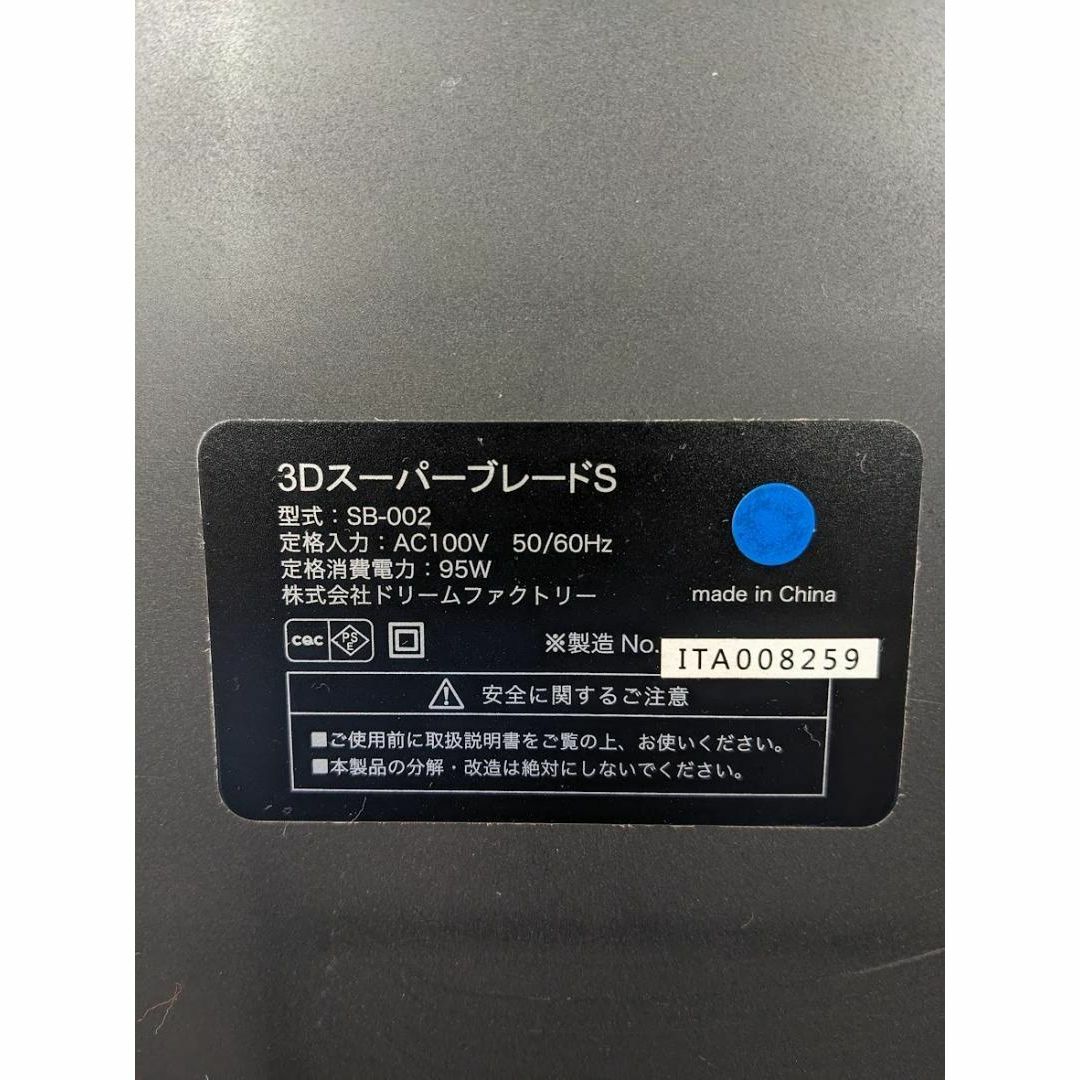 3DスーパーブレードS
型式：SB-002
定格入力：AC100V 50/60Hz
定格消費電力：95W
株式会社ドリームファクトリー
made in China
cqc PSE
※製造 No. ITA008259
安全に関するご注意
■ご使用前に取扱説明書をご覧の上、お使いください。
■本製品の分解・改造は絶対にしないでください。